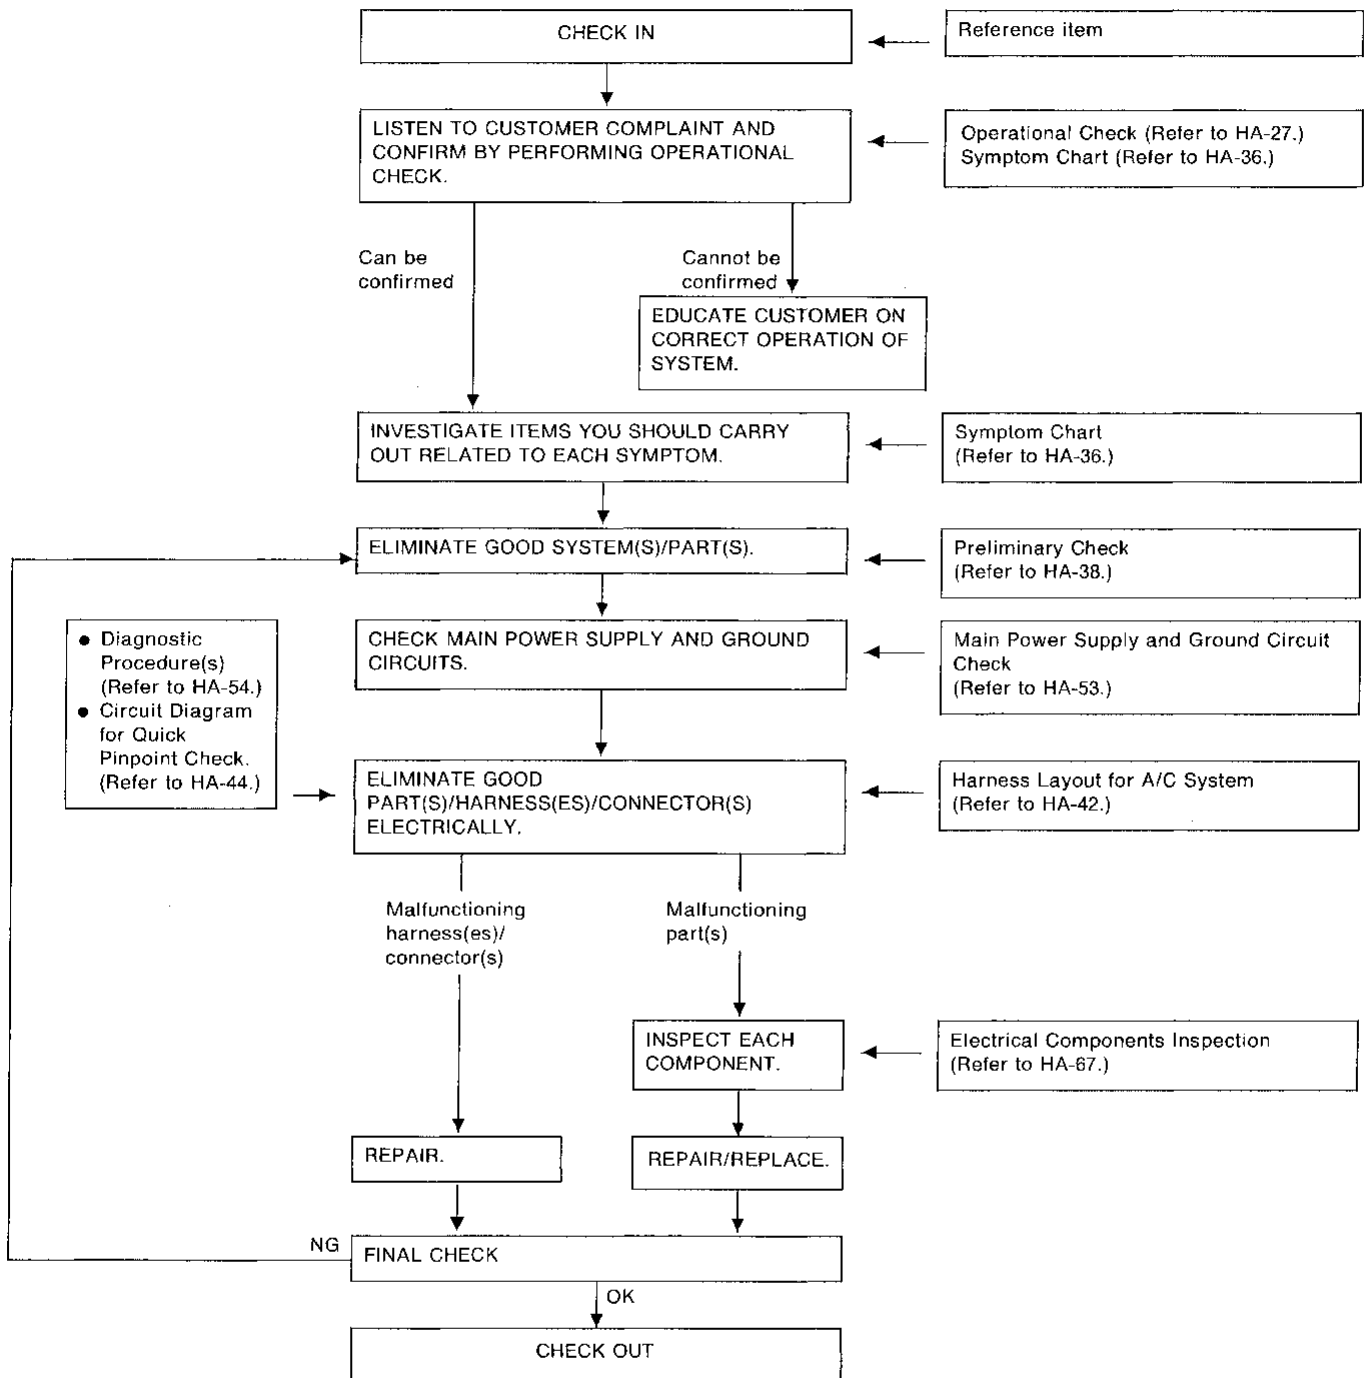 CHECK IN
Reference item
LISTEN TO CUSTOMER COMPLAINT AND
CONFIRM BY PERFORMING OPERATIONAL
CHECK.
Operational Check (Refer to HA-27.)
Symptom Chart (Refer to HA-36.)
Can be
confirmed
Cannot be
confirmed
EDUCATE CUSTOMER ON
CORRECT OPERATION OF
SYSTEM.
INVESTIGATE ITEMS YOU SHOULD CARRY
OUT RELATED TO EACH SYMPTOM.
Symptom Chart
(Refer to HA-36.)
ELIMINATE GOOD SYSTEM(S)/PART(S).
Preliminary Check
(Refer to HA-38.)
CHECK MAIN POWER SUPPLY AND GROUND
CIRCUITS.
Main Power Supply and Ground Circuit
Check
(Refer to HA-53.)
● Diagnostic
Procedure(s)
(Refer to HA-54.)
● Circuit Diagram
for Quick
Pinpoint Check.
(Refer to HA-44.)
ELIMINATE GOOD
PART(S)/HARNESS(ES)/CONNECTOR(S)
ELECTRICALLY.
Harness Layout for A/C System
(Refer to HA-42.)
Malfunctioning
harness(es)/
connector(s)
Malfunctioning
part(s)
INSPECT EACH
COMPONENT.
Electrical Components Inspection
(Refer to HA-67.)
REPAIR.
REPAIR/REPLACE.
NG
FINAL CHECK
OK
CHECK OUT